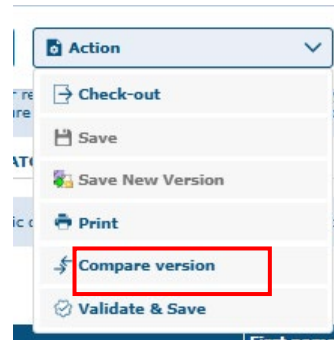 Action
Check-out
Save
Save New Version
Print
Compare version
Validate & Save